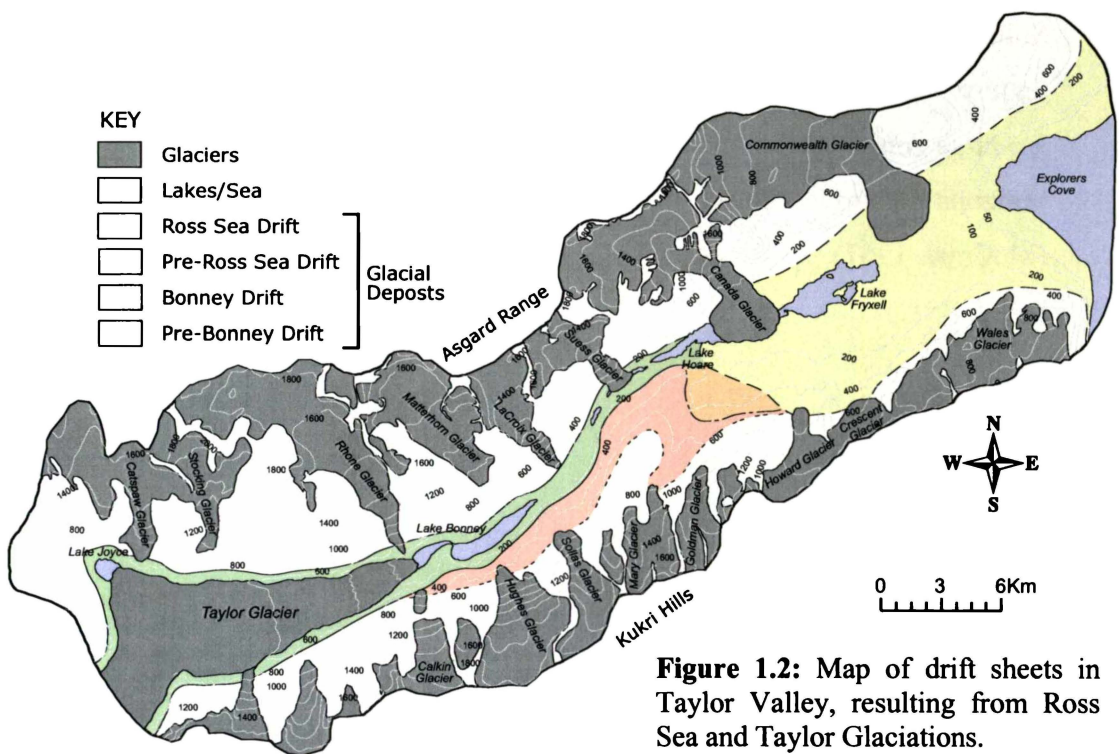 KEY
Glaciers
Lakes/Sea
Ross Sea Drift
Pre-Ross Sea Drift
Bonney Drift
Pre-Bonney Drift
Glacial
Deposts
Asgard Range
Kukri Hills
Commonwealth Glacier
Explorers
Cove
Canada Glacier
Lake
Fryxell
Wales
Glacier
Suess Glacier
Lake
Hoare
LaCroix Glacier
Matterhorn Glacier
Rhone Glacier
Stocking Glacier
Catspaw Glacier
Crescent
Glacier
Howard Glacier
Lake Bonney
Lake Joyce
Taylor Glacier
Goldman Glacier
Mary Glacier
Sollas Glacier
Hughes Glacier
Calkin
Glacier
N
W E
S
0 3 6Km
Figure 1.2: Map of drift sheets in
Taylor Valley, resulting from Ross
Sea and Taylor Glaciations.